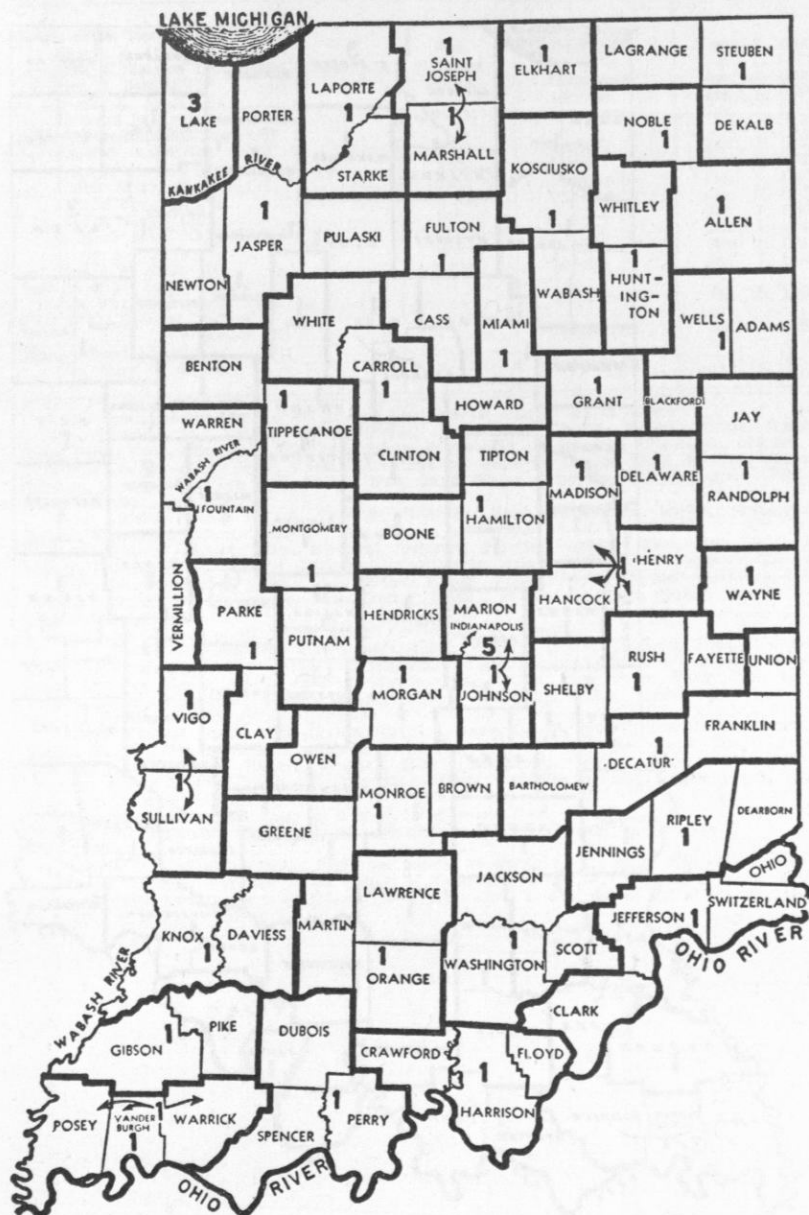 LAKE MICHIGAN
LAGRANGE
STEUBEN
1
1
SAINT
JOSEPH
1
ELKHART
LAPORTE
1
3
LAKE
PORTER
NOBLE
1
DE KALB
1
MARSHALL
KOSCIUSKO
1
STARKE
KANKAKEE RIVER
WHITLEY
1
ALLEN
1
JASPER
PULASKI
FULTON
1
NEWTON
1
HUNT-
ING-
TON
WABASH
WHITE
CASS
MIAMI
1
WELLS
1
ADAMS
BENTON
CARROLL
1
1
GRANT
BLACKFORD
HOWARD
JAY
WARREN
1
TIPPECANOE
WABASH RIVER
CLINTON
TIPTON
1
MADISON
1
DELAWARE
1
RANDOLPH
1
FOUNTAIN
MONTGOMERY
1
BOONE
1
HAMILTON
1
HENRY
1
WAYNE
VERMILLION
PARKE
1
HENDRICKS
MARION
INDIANAPOLIS
5
HANCOCK
PUTNAM
RUSH
1
FAYETTE
UNION
1
MORGAN
1
JOHNSON
SHELBY
1
VIGO
CLAY
OWEN
FRANKLIN
1
DECATUR
1
SULLIVAN
MONROE
1
BROWN
BARTHOLOMEW
GREENE
JENNINGS
RIPLEY
1
DEARBORN
OHIO
JACKSON
LAWRENCE
SWITZERLAND
JEFFERSON 1
KNOX
1
DAVIESS
MARTIN
1
WASHINGTON
SCOTT
OHIO RIVER
1
ORANGE
WABASH RIVER
CLARK
GIBSON
1
PIKE
DUBOIS
CRAWFORD
FLOYD
1
HARRISON
POSEY
VANDER
BURGH
1
1
WARRICK
SPENCER
1
PERRY
OHIO RIVER